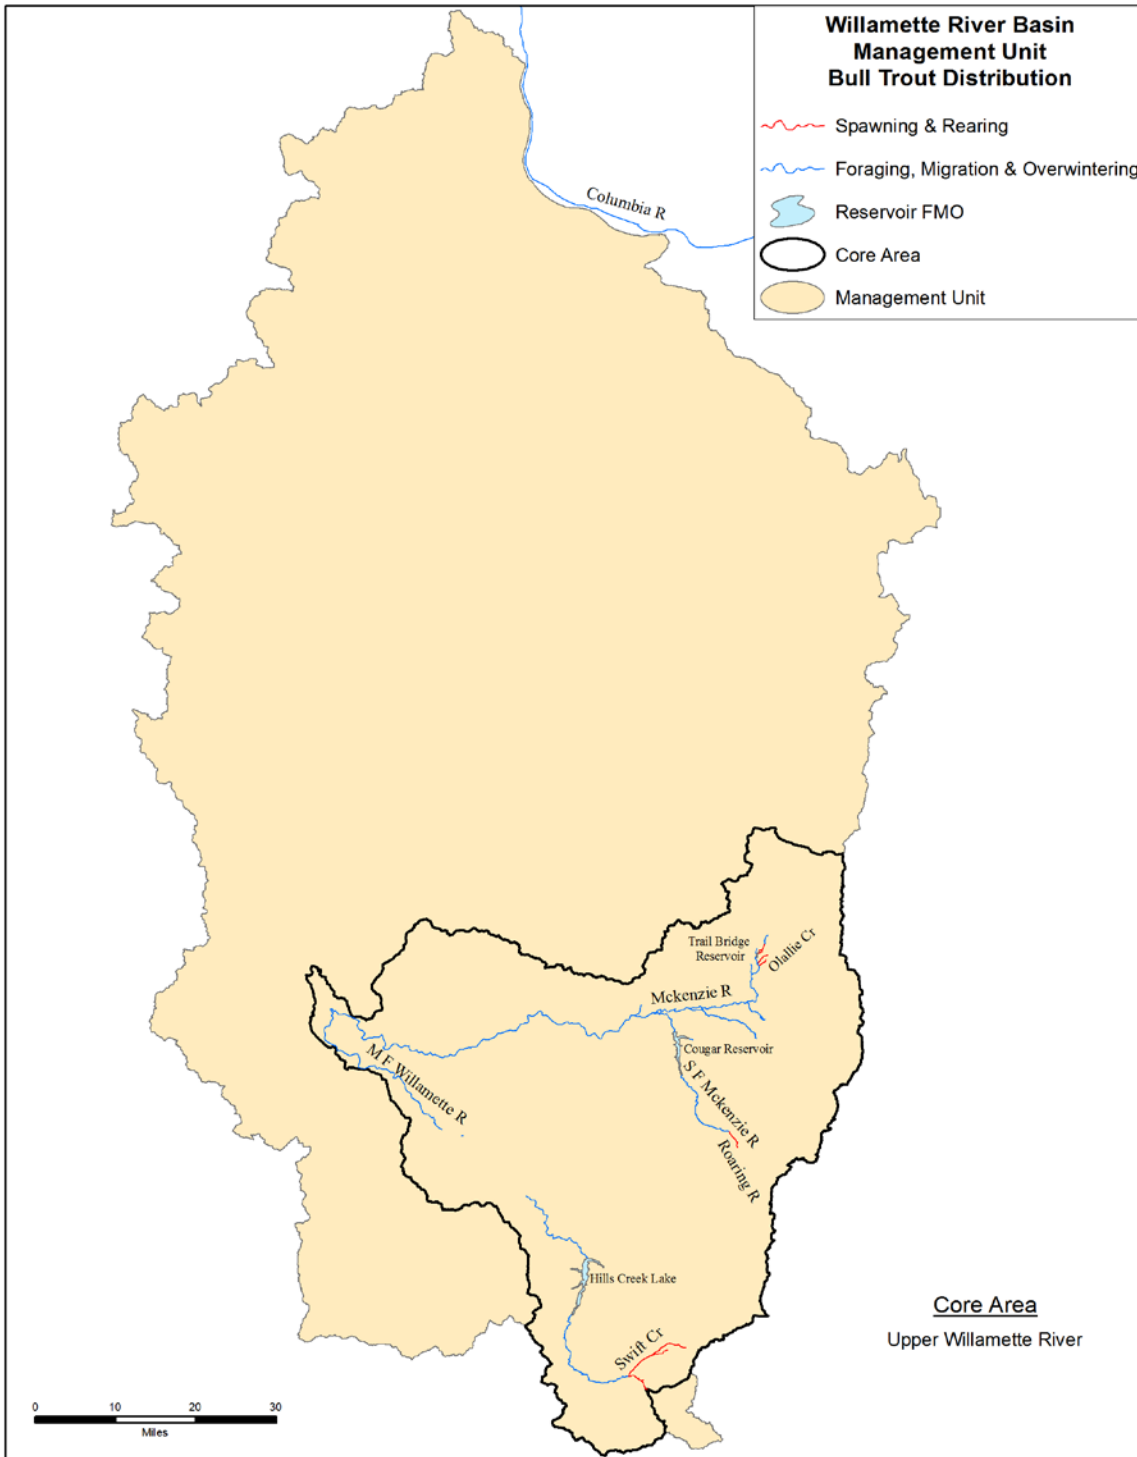 Willamette River Basin
Management Unit
Bull Trout Distribution
Spawning & Rearing
Foraging, Migration & Overwintering
Reservoir FMO
Core Area
Management Unit
Columbia R
Trail Bridge
Reservoir
Olallie Cr
Mckenzie R
Cougar Reservoir
M F Willamette R
S F Mckenzie R
Roaring R
Hills Creek Lake
Swift Cr
Core Area
Upper Willamette River
0 10 20 30
Miles